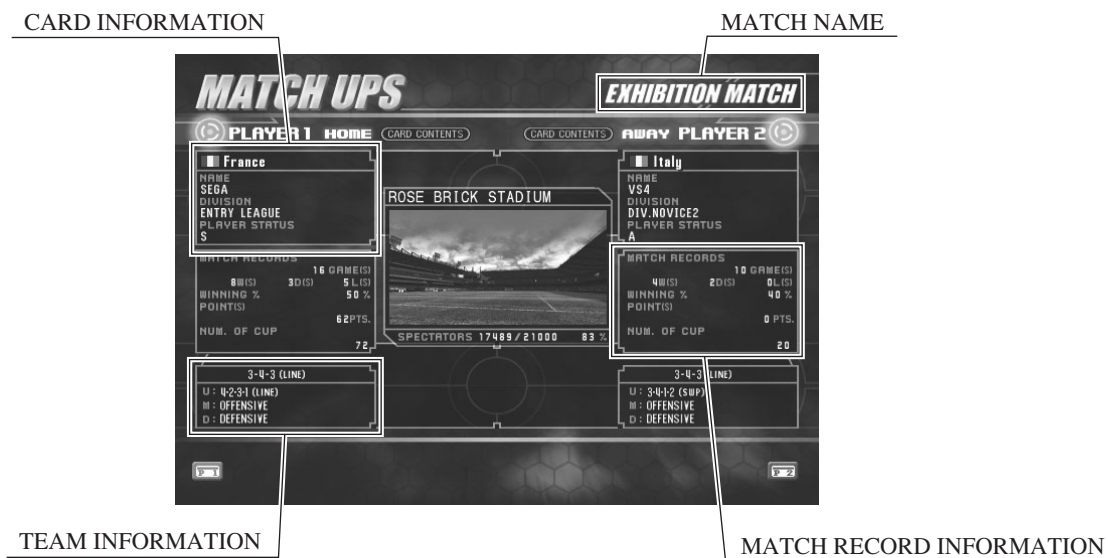 CARD INFORMATION
MATCH NAME
MATCH UPS
EXHIBITION MATCH
PLAYER 1 HOME CARD CONTENTS
CARD CONTENTS AWAY PLAYER 2
France
NAME
SEGA
DIVISION
ENTRY LEAGUE
PLAYER STATUS
S
MATCH RECORDS
16 GAME(S)
8W(S) 3D(S) 5L(S)
WINNING % 50 %
POINT(S)
62PTS.
NUM. OF CUP
72
ROSE BRICK STADIUM
SPECTATORS 17489/21000 83 %
Italy
NAME
VS4
DIVISION
DIV.NOVICE2
PLAYER STATUS
A
MATCH RECORDS
10 GAME(S)
4W(S) 2D(S) 0L(S)
WINNING % 40 %
POINT(S)
0 PTS.
NUM. OF CUP
20
3-4-3 (LINE)
U : 4-2-3-1 (LINE)
M : OFFENSIVE
D : DEFENSIVE
3-4-3 (LINE)
U : 3-4-1-2 (SWP)
M : OFFENSIVE
D : DEFENSIVE
P 1
P 2
TEAM INFORMATION
MATCH RECORD INFORMATION